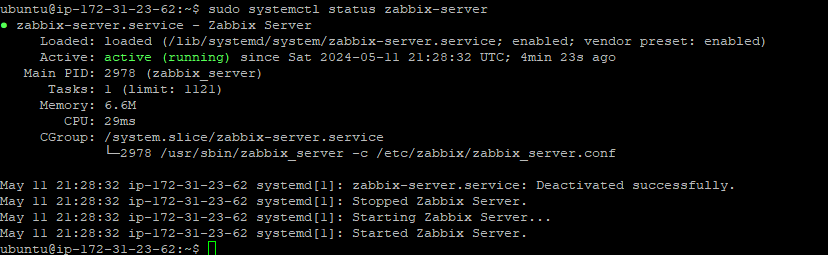 ubuntu@ip-172-31-23-62:~$ sudo systemctl status zabbix-server
● zabbix-server.service - Zabbix Server
     Loaded: loaded (/lib/systemd/system/zabbix-server.service; enabled; vendor preset: enabled)
     Active: active (running) since Sat 2024-05-11 21:28:32 UTC; 4min 23s ago
   Main PID: 2978 (zabbix_server)
      Tasks: 1 (limit: 1121)
     Memory: 6.6M
        CPU: 29ms
     CGroup: /system.slice/zabbix-server.service
             └─2978 /usr/sbin/zabbix_server -c /etc/zabbix/zabbix_server.conf

May 11 21:28:32 ip-172-31-23-62 systemd[1]: zabbix-server.service: Deactivated successfully.
May 11 21:28:32 ip-172-31-23-62 systemd[1]: Stopped Zabbix Server.
May 11 21:28:32 ip-172-31-23-62 systemd[1]: Starting Zabbix Server...
May 11 21:28:32 ip-172-31-23-62 systemd[1]: Started Zabbix Server.
ubuntu@ip-172-31-23-62:~$